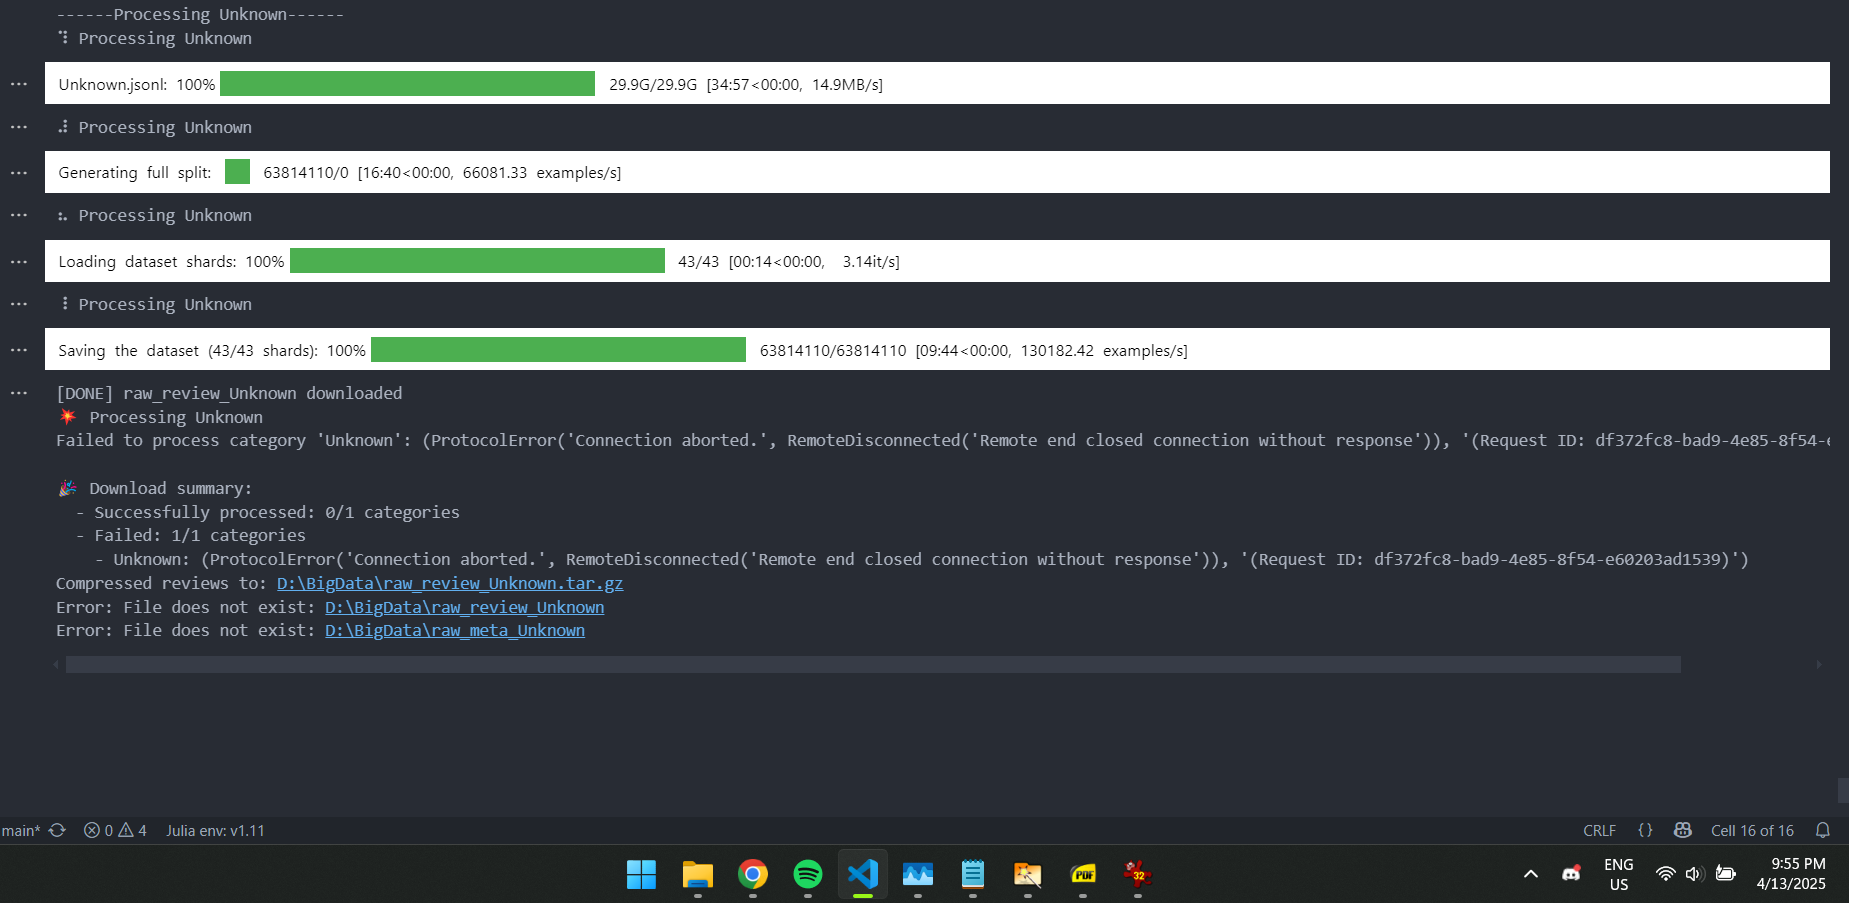 ------Processing Unknown------
⠹ Processing Unknown
Unknown.jsonl: 100% 29.9G/29.9G [34:57<00:00, 14.9MB/s]
Processing Unknown
Generating full split: 63814110/0 [16:40<00:00, 66081.33 examples/s]
Processing Unknown
Loading dataset shards: 100% 43/43 [00:14<00:00, 3.14it/s]
Processing Unknown
Saving the dataset (43/43 shards): 100% 63814110/63814110 [09:44<00:00, 130182.42 examples/s]
[DONE] raw_review_Unknown downloaded
💥 Processing Unknown
Failed to process category 'Unknown': (ProtocolError('Connection aborted.', RemoteDisconnected('Remote end closed connection without response')), '(Request ID: df372fc8-bad9-4e85-8f54-e
🎉 Download summary:
- Successfully processed: 0/1 categories
- Failed: 1/1 categories
- Unknown: (ProtocolError('Connection aborted.', RemoteDisconnected('Remote end closed connection without response')), '(Request ID: df372fc8-bad9-4e85-8f54-e60203ad1539)')
Compressed reviews to: D:\BigData\raw_review_Unknown.tar.gz
Error: File does not exist: D:\BigData\raw_review_Unknown
Error: File does not exist: D:\BigData\raw_meta_Unknown
main* 0 4 Julia env: v1.11 CRLF {} Cell 16 of 16
PDF 32 ENG US 9:55 PM 4/13/2025